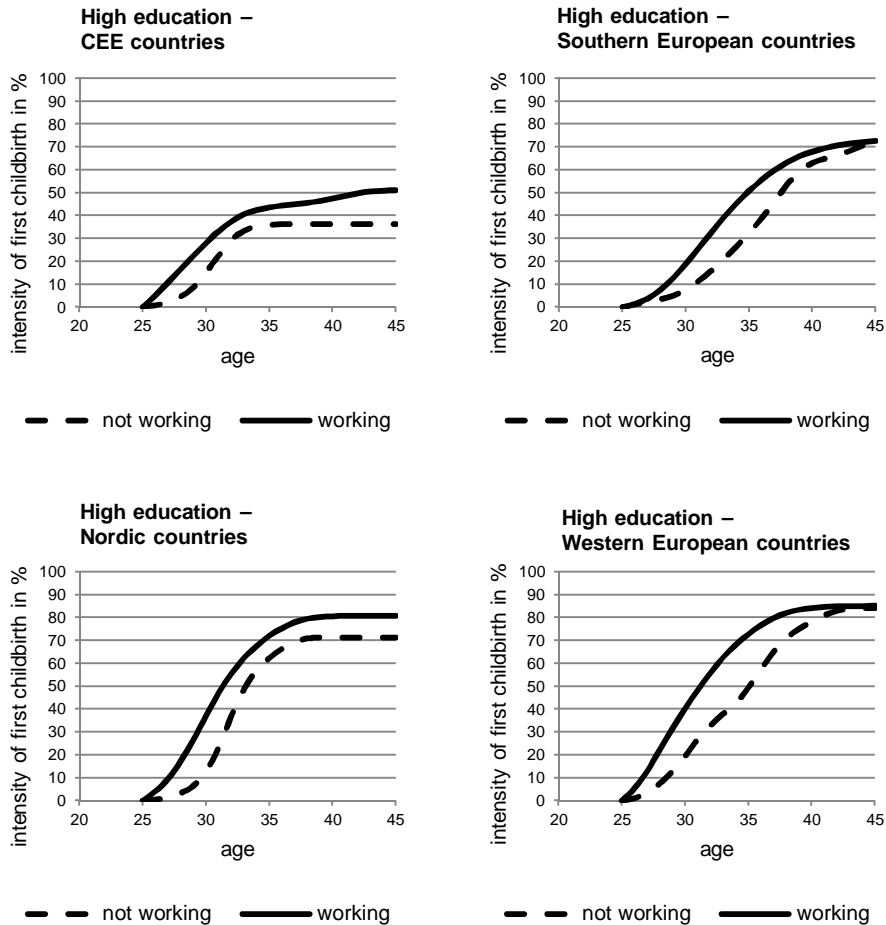 High education –
CEE countries
intensity of first childbirth in %
100
90
80
70
60
50
40
30
20
10
0
20 25 30 35 40 45
age
not working working
High education –
Southern European countries
intensity of first childbirth in %
100
90
80
70
60
50
40
30
20
10
0
20 25 30 35 40 45
age
not working working
High education –
Nordic countries
intensity of first childbirth in %
100
90
80
70
60
50
40
30
20
10
0
20 25 30 35 40 45
age
not working working
High education –
Western European countries
intensity of first childbirth in %
100
90
80
70
60
50
40
30
20
10
0
20 25 30 35 40 45
age
not working working